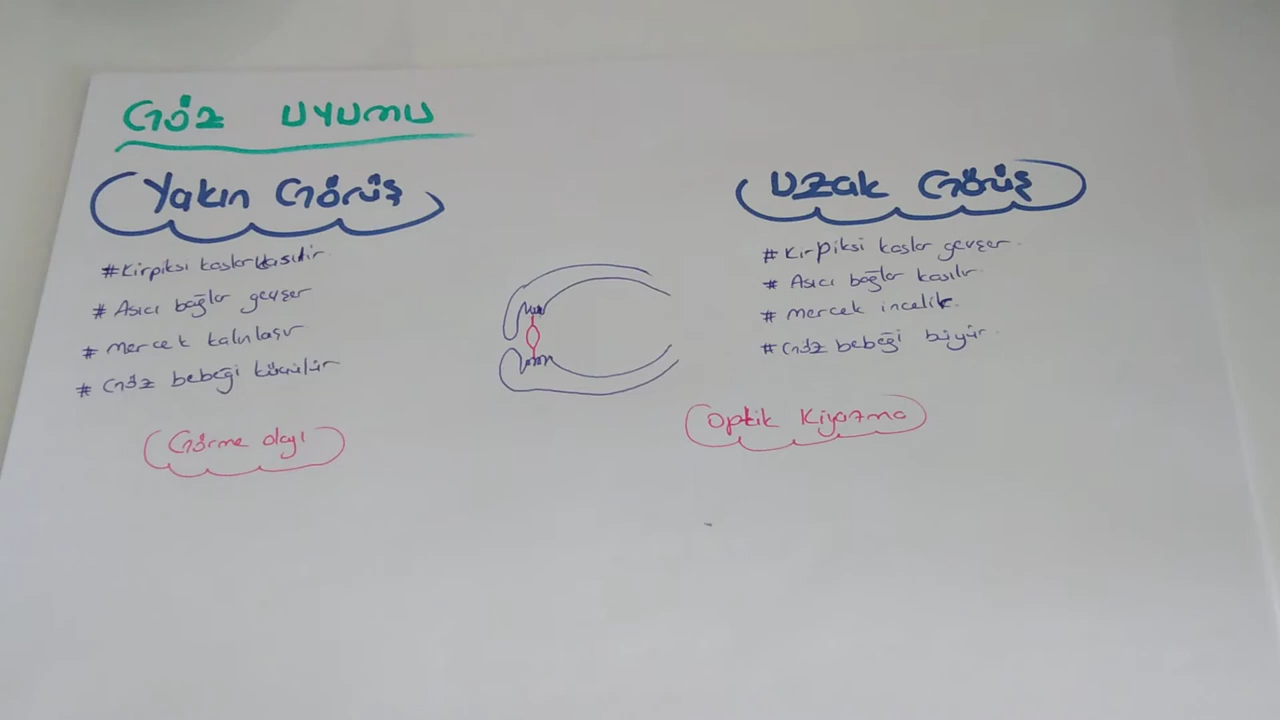 Göz uyumu
Yakın Görüş
#Kirpiksi kaslar kasılır
# Asıcı bağlar gevşer
# mercek kalınlaşır
# Göz bebeği küçülür
Görme olayı
Uzak Görüş
#Kirpiksi kaslar gevşer.
# Asıcı bağlar kasılır
# mercek incelir.
#Göz bebeği büyür.
Optik Kiyazma